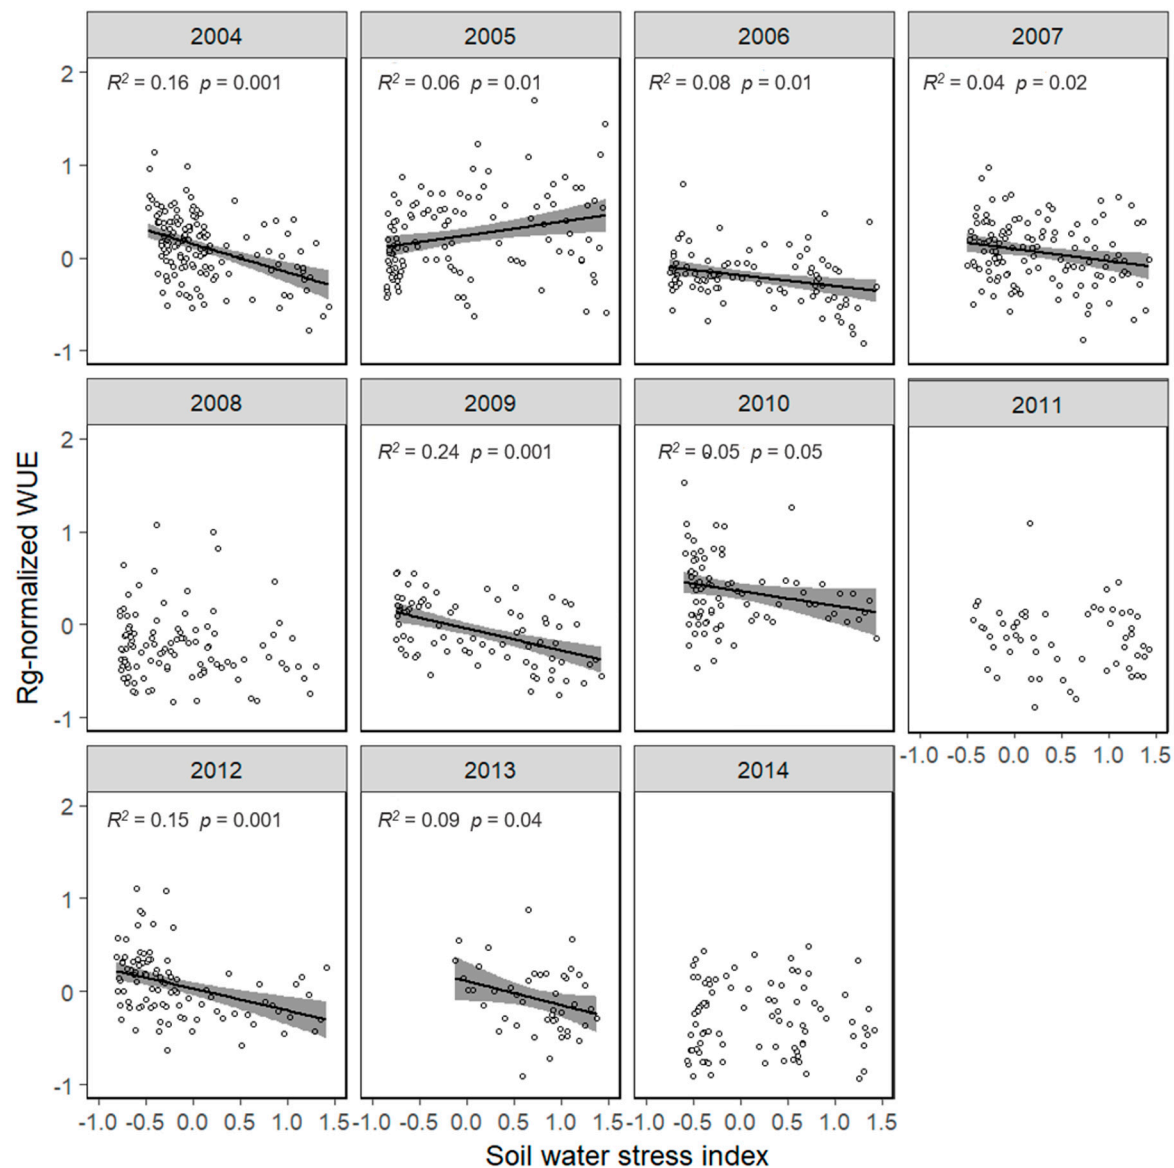 2004 2005 2006 2007
R² = 0.16 p = 0.001 R² = 0.06 p = 0.01 R² = 0.08 p = 0.01 R² = 0.04 p = 0.02
2
1
0
-1
2008 2009 2010 2011
R² = 0.24 p = 0.001 R² = 0.05 p = 0.05
2
1
0
-1
Rg-normalized WUE
-1.0 -0.5 0.0 0.5 1.0 1.5
2012 2013 2014
R² = 0.15 p = 0.001 R² = 0.09 p = 0.04
2
1
0
-1
-1.0 -0.5 0.0 0.5 1.0 1.5 -1.0 -0.5 0.0 0.5 1.0 1.5 -1.0 -0.5 0.0 0.5 1.0 1.5
Soil water stress index